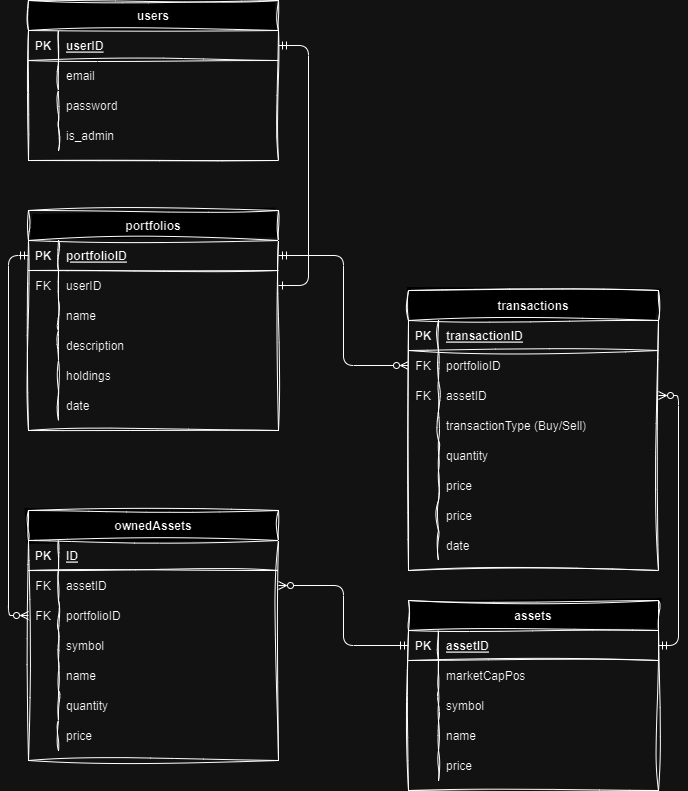 users
PK userID
email
password
is_admin
portfolios
PK portfolioID
FK userID
name
description
holdings
date
transactions
PK transactionID
FK portfolioID
FK assetID
transactionType (Buy/Sell)
quantity
price
price
date
ownedAssets
PK ID
FK assetID
FK portfolioID
symbol
name
quantity
price
assets
PK assetID
marketCapPos
symbol
name
price